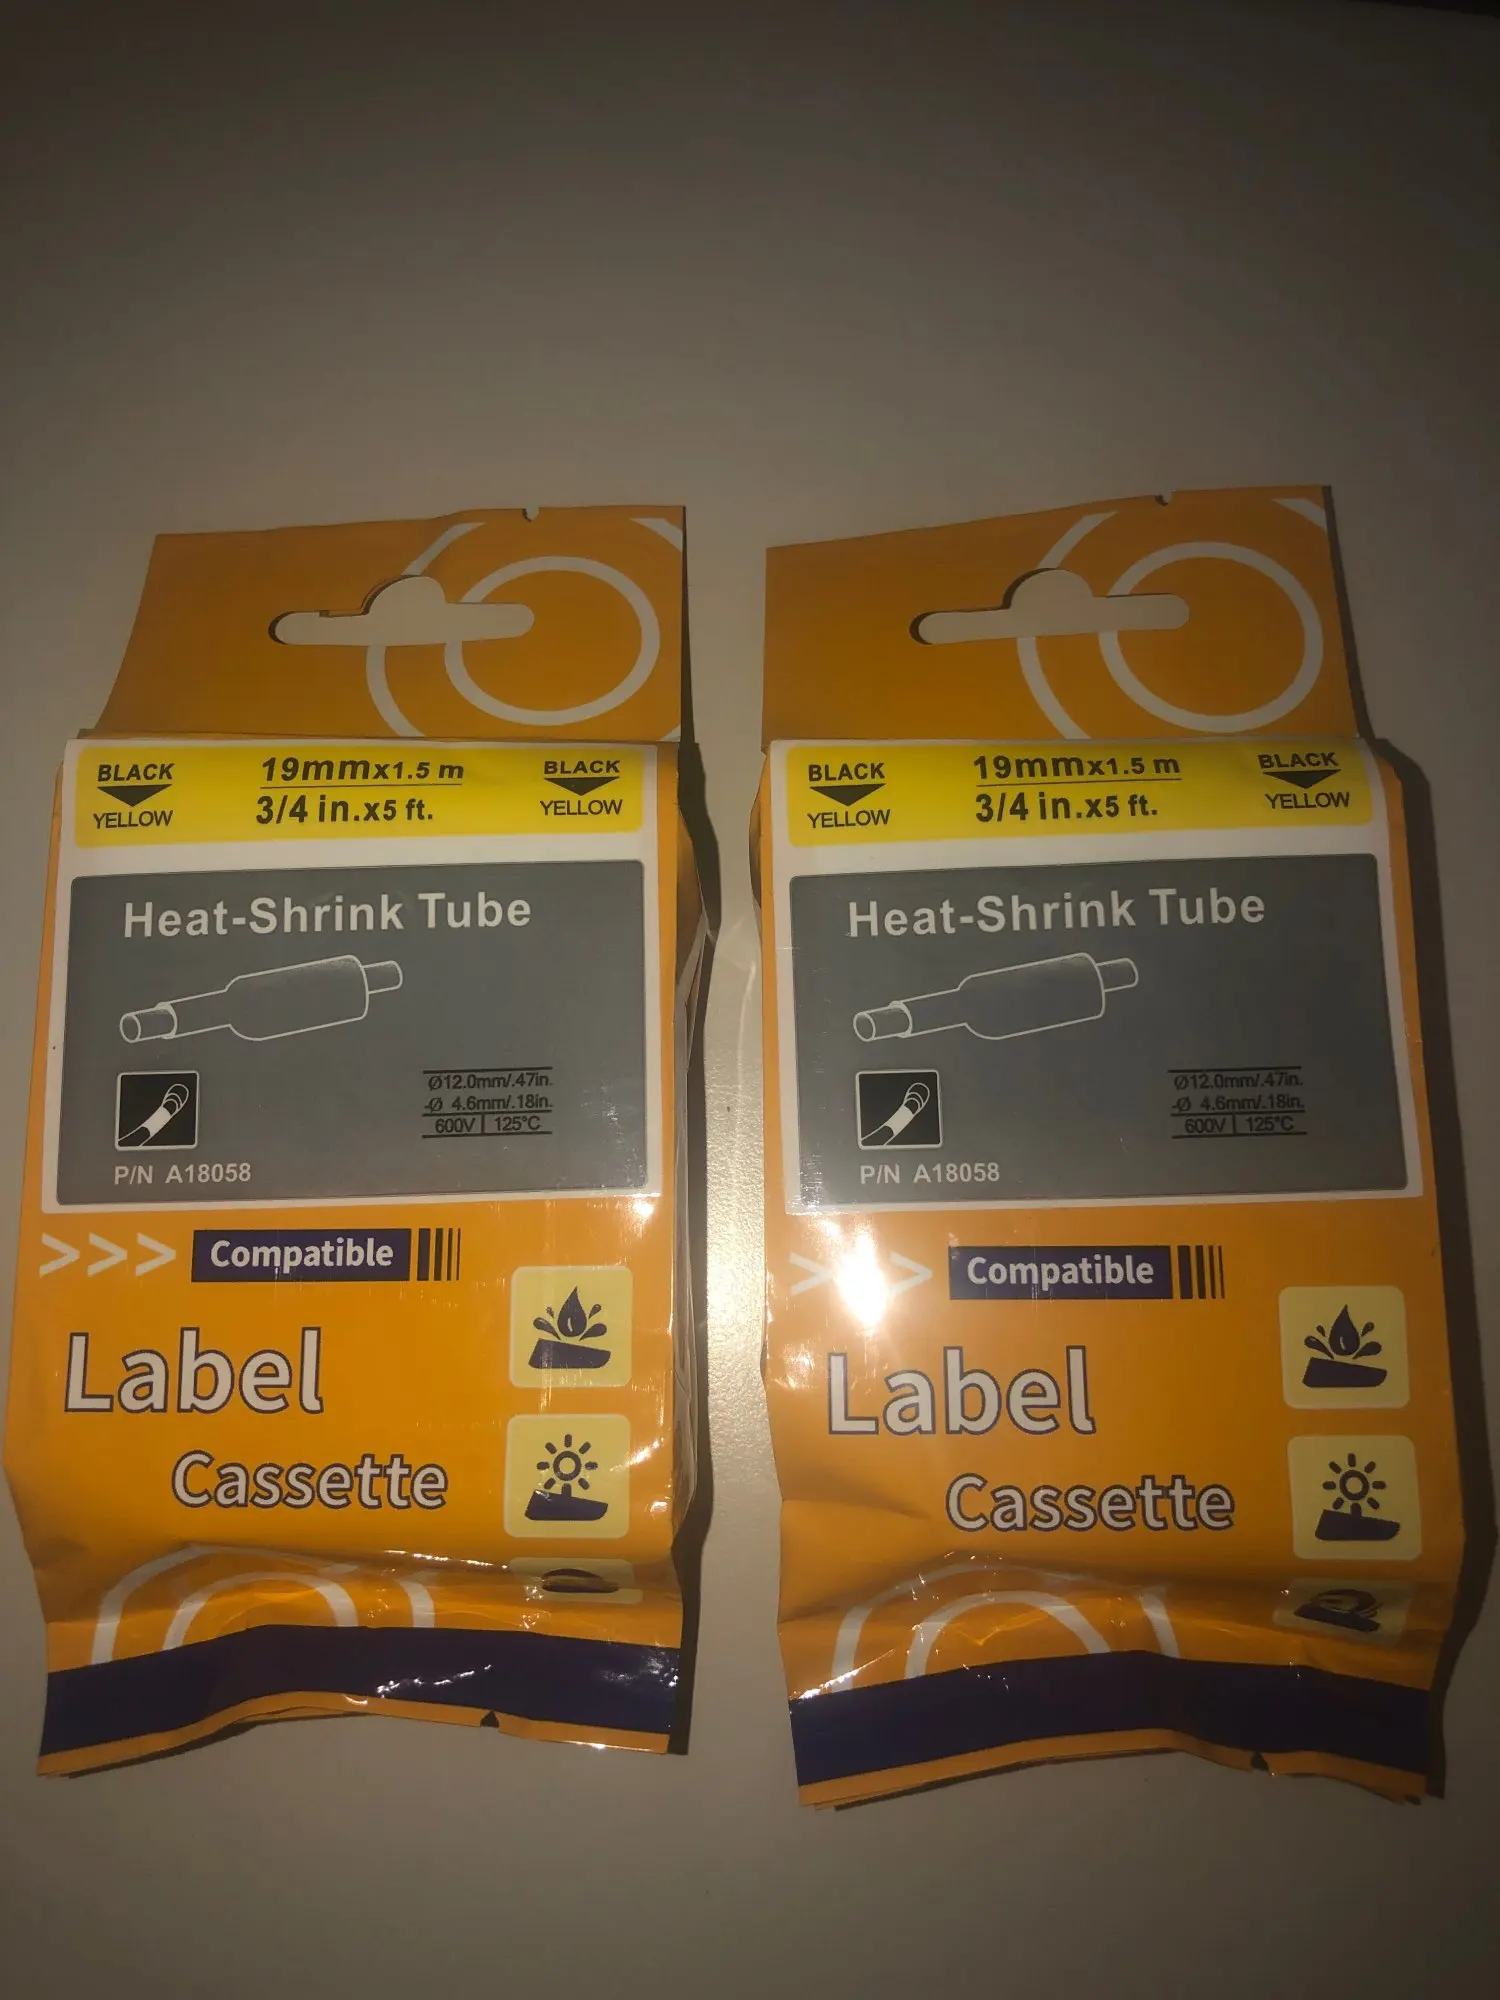 BLACK
YELLOW
19mmx1.5 m
3/4 in.x5 ft.
BLACK
YELLOW
Heat-Shrink Tube
Ø12.0mm/.47in.
-Ø 4.6mm/.18in.
600V | 125°C
P/N A18058
>>> Compatible
Label
Cassette
BLACK
YELLOW
19mmx1.5 m
3/4 in.x5 ft.
BLACK
YELLOW
Heat-Shrink Tube
Ø12.0mm/.47in.
-Ø 4.6mm/.18in.
600V | 125°C
P/N A18058
>>> Compatible
Label
Cassette